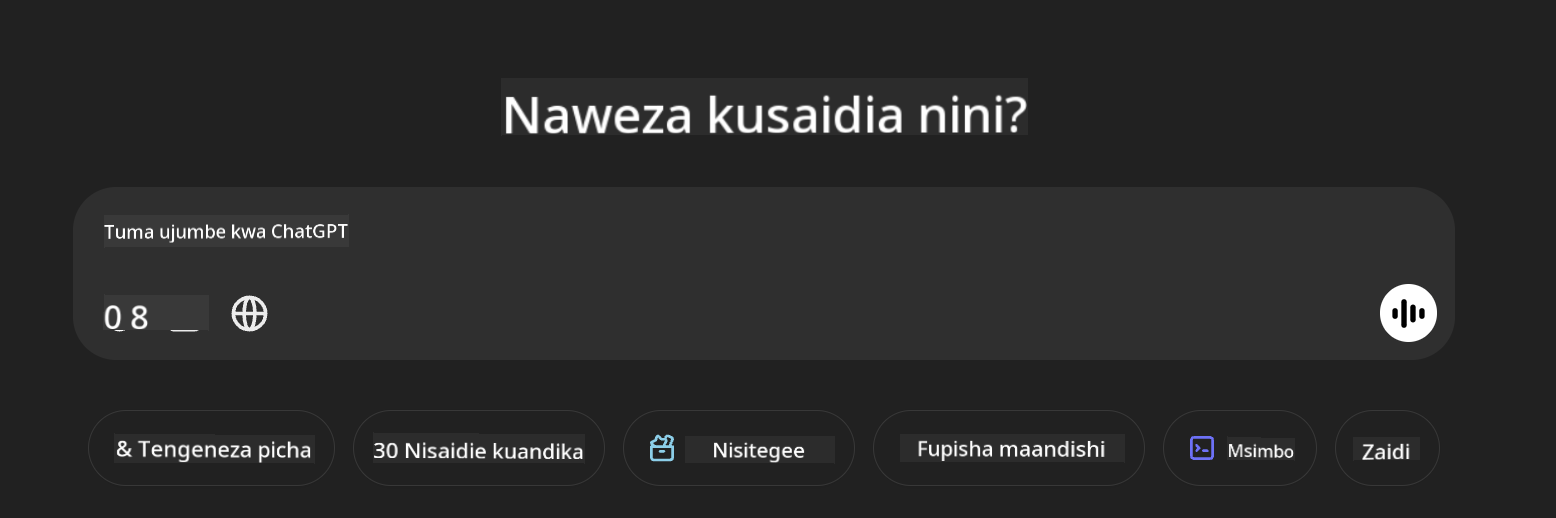 Naweza kusaidia nini?
Tuma ujumbe kwa ChatGPT
0 8
& Tengeneza picha
30 Nisaidie kuandika
Nisitegee
Fupisha maandishi
Msimbo
Zaidi